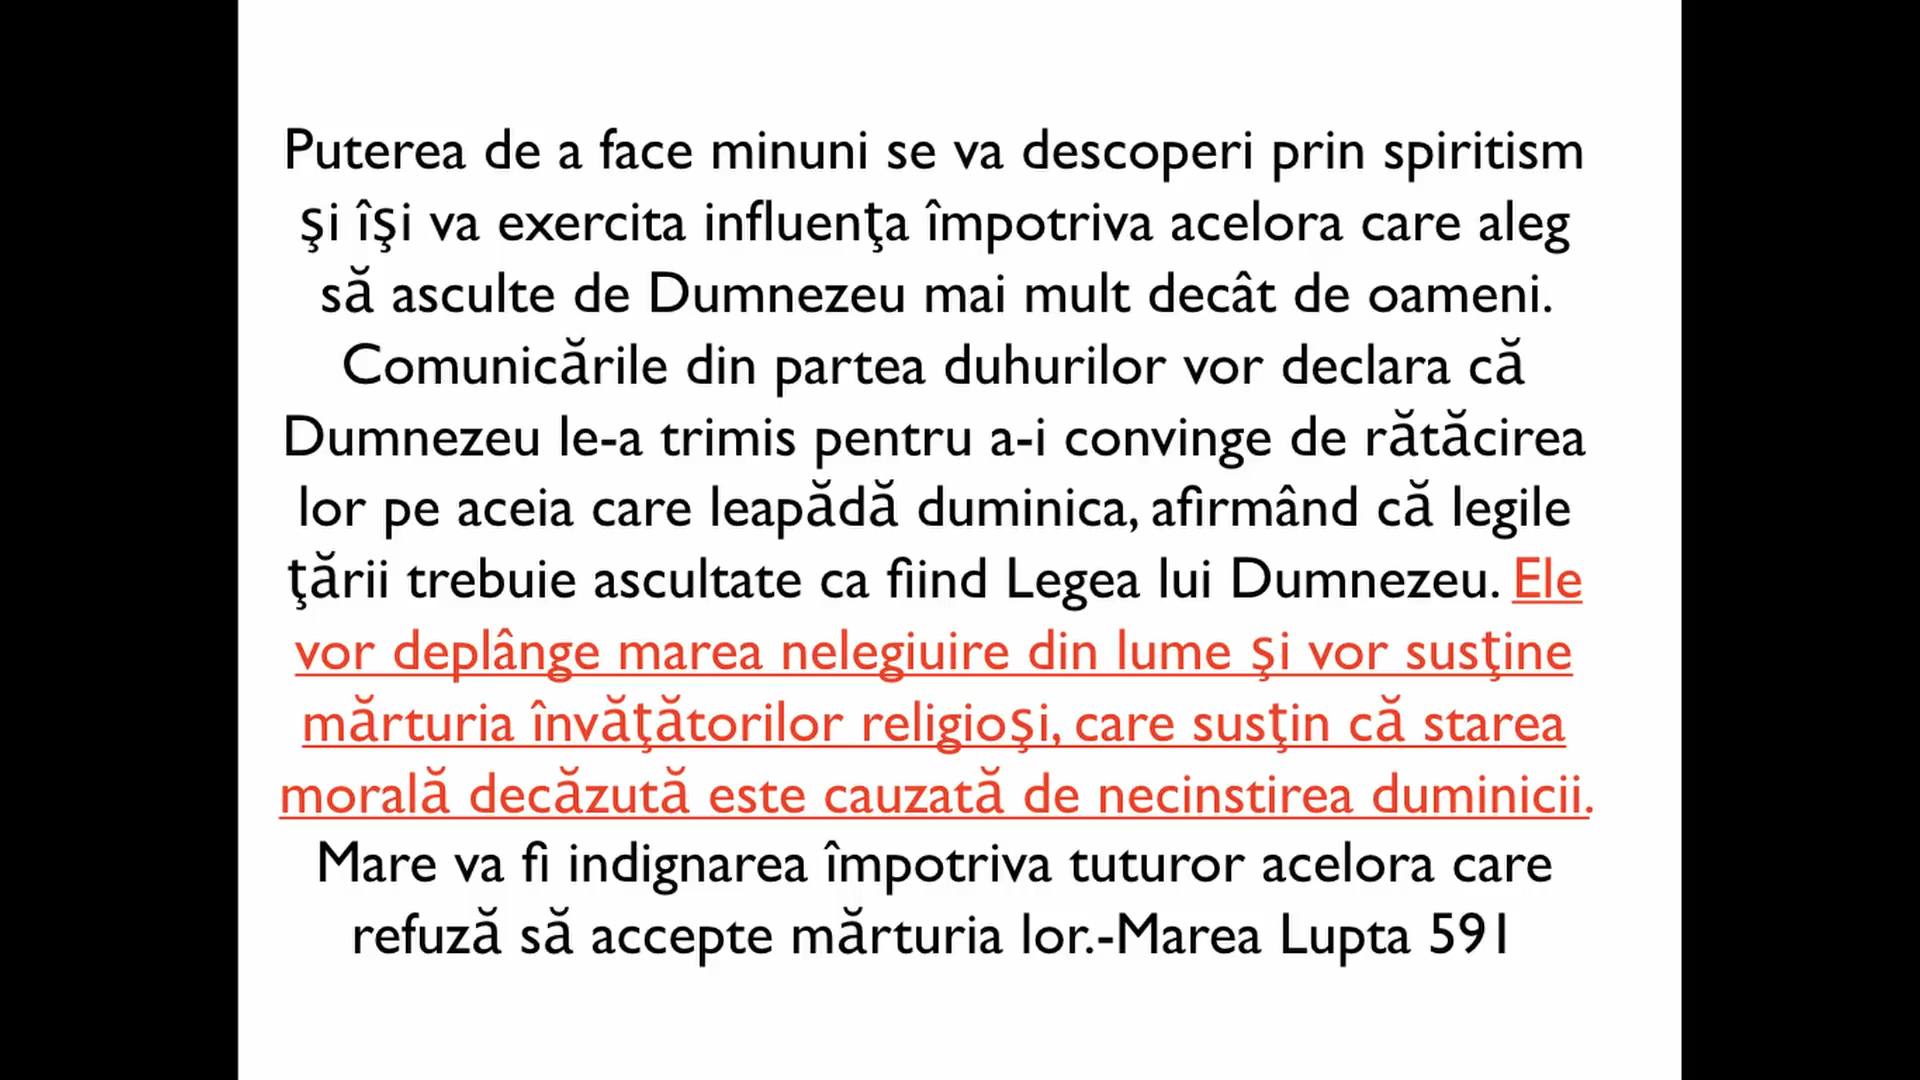 Puterea de a face minuni se va descoperi prin spiritism
şi îşi va exercita influenţa împotriva acelora care aleg
să asculte de Dumnezeu mai mult decât de oameni.
Comunicările din partea duhurilor vor declara că
Dumnezeu le-a trimis pentru a-i convinge de rătăcirea
lor pe aceia care leapădă duminica, afirmând că legile
ţării trebuie ascultate ca fiind Legea lui Dumnezeu. Ele
vor deplânge marea nelegiuire din lume şi vor susţine
mărturia învăţătorilor religioşi, care susţin că starea
morală decăzută este cauzată de necinstirea duminicii.
Mare va fi indignarea împotriva tuturor acelora care
refuză să accepte mărturia lor.-Marea Lupta 591